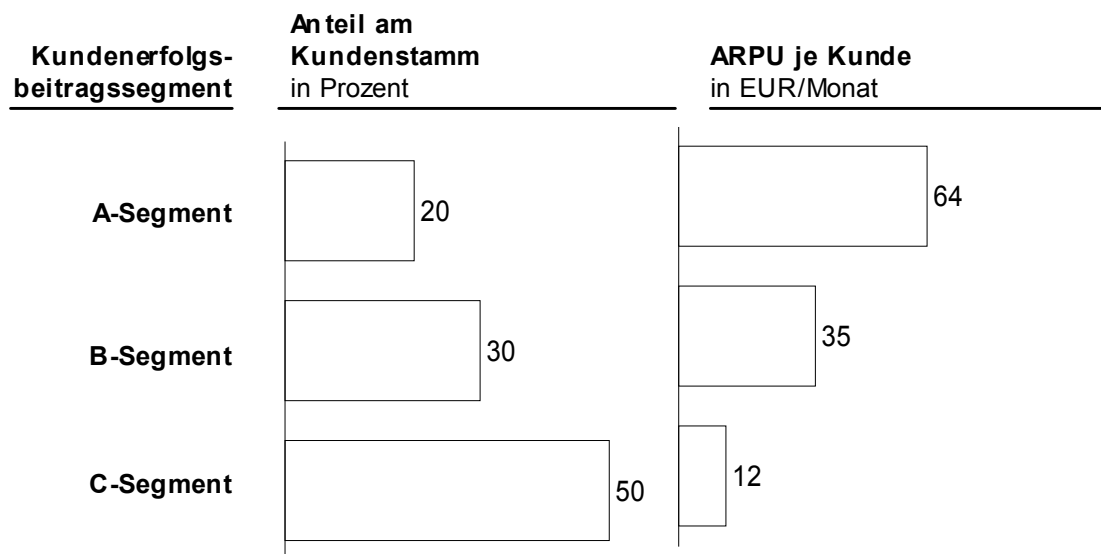 Kundenerfolgs-
beitragssegment
Anteil am
Kundenstamm
in Prozent
ARPU je Kunde
in EUR/Monat
A-Segment
20
64
B-Segment
30
35
C-Segment
50
12